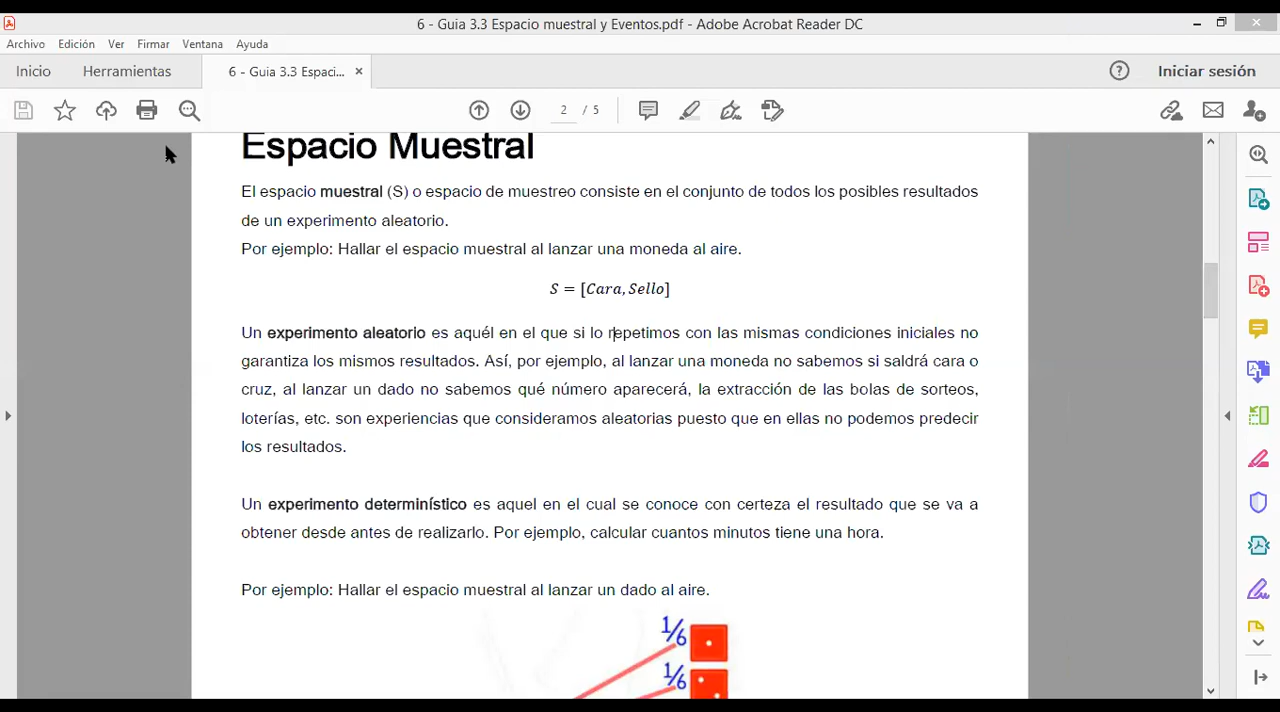 6 - Guia 3.3 Espacio muestral y Eventos.pdf - Adobe Acrobat Reader DC
Archivo Edición Ver Firmar Ventana Ayuda
Inicio Herramientas 6 - Guia 3.3 Espaci... × Iniciar sesión
2 / 5
Espacio Muestral
El espacio muestral (S) o espacio de muestreo consiste en el conjunto de todos los posibles resultados
de un experimento aleatorio.
Por ejemplo: Hallar el espacio muestral al lanzar una moneda al aire.
S = [Cara, Sello]
Un experimento aleatorio es aquél en el que si lo repetimos con las mismas condiciones iniciales no
garantiza los mismos resultados. Así, por ejemplo, al lanzar una moneda no sabemos si saldrá cara o
cruz, al lanzar un dado no sabemos qué número aparecerá, la extracción de las bolas de sorteos,
loterías, etc. son experiencias que consideramos aleatorias puesto que en ellas no podemos predecir
los resultados.
Un experimento determinístico es aquel en el cual se conoce con certeza el resultado que se va a
obtener desde antes de realizarlo. Por ejemplo, calcular cuantos minutos tiene una hora.
Por ejemplo: Hallar el espacio muestral al lanzar un dado al aire.
1/6
1/6